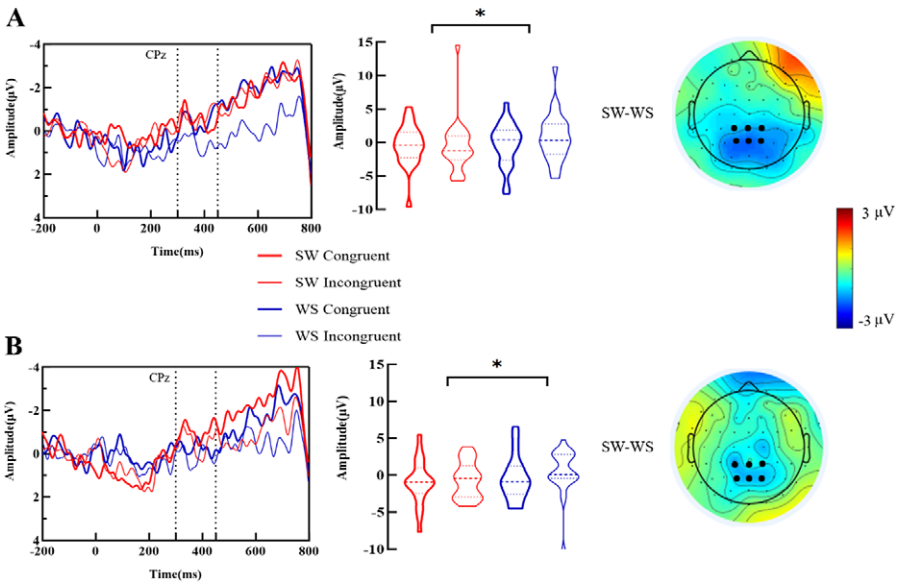 A
-4
-2
0
2
4
Amplitude(μV)
CPz
-200 0 200 400 600 800
Time(ms)
*
15
10
5
0
-5
-10
Amplitude(μV)
SW-WS
3 μV
-3 μV
SW Congruent
SW Incongruent
WS Congruent
WS Incongruent
B
-4
-2
0
2
4
Amplitude(μV)
CPz
-200 0 200 400 600 800
Time(ms)
*
15
10
5
0
-5
-10
Amplitude(μV)
SW-WS